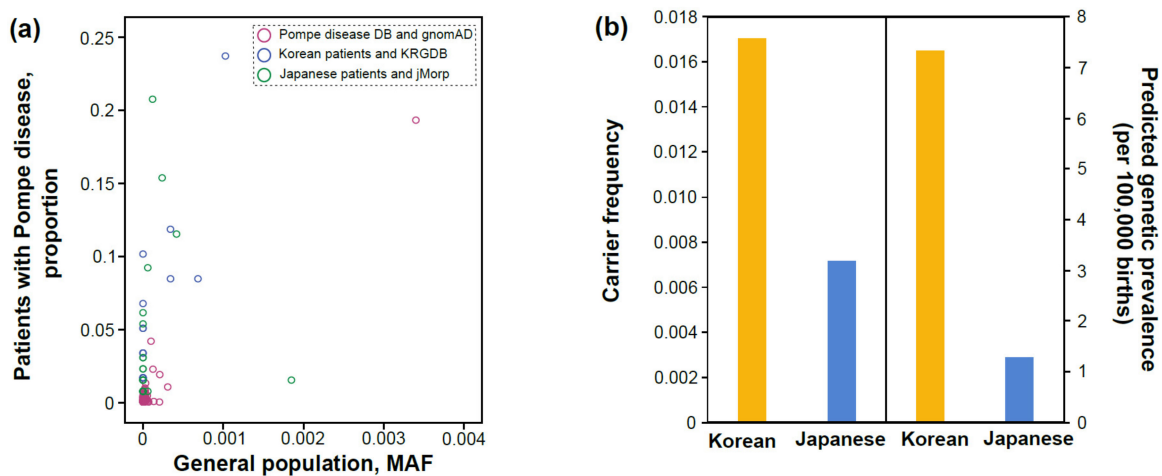 (a)
Patients with Pompe disease,
proportion
0.25
0.2
0.15
0.1
0.05
0
Pompe disease DB and gnomAD
Korean patients and KRGDB
Japanese patients and jMorp
0
0.001
0.002
0.003
0.004
General population, MAF
(b)
Carrier frequency
0.018
0.016
0.014
0.012
0.010
0.008
0.006
0.004
0.002
0
Korean
Japanese
Korean
Japanese
8
7
6
5
4
3
2
1
0
Predicted genetic prevalence
(per 100,000 births)